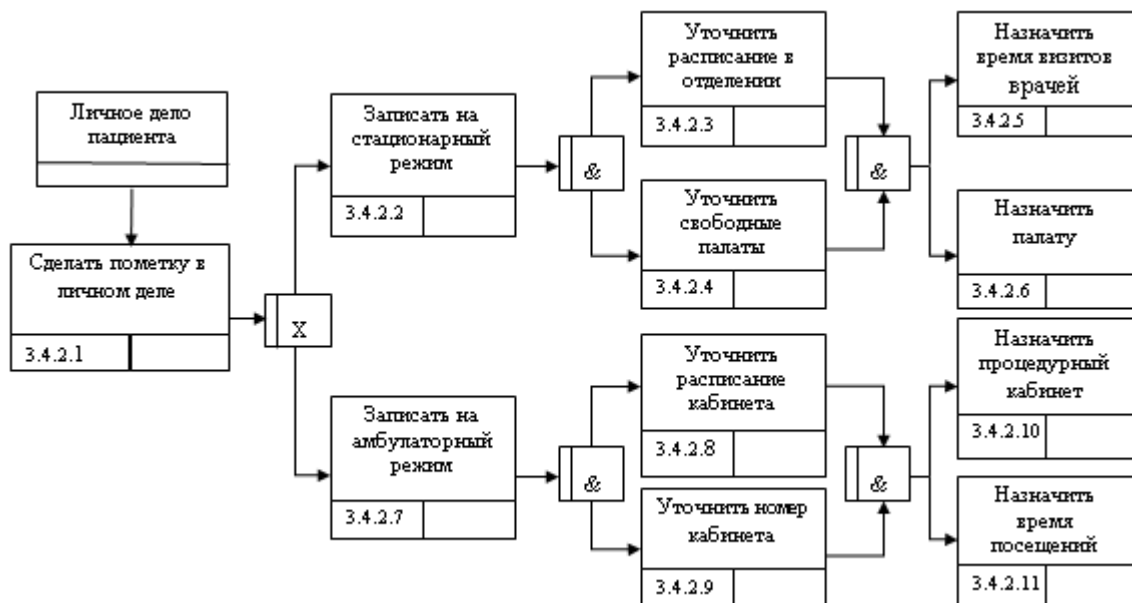 Личное дело
пациента
Сделать пометку в
личном деле
3.4.2.1
X
Записать на
стационарный
режим
3.4.2.2
&
Уточнить
расписание в
отделении
3.4.2.3
Уточнить
свободные
палаты
3.4.2.4
&
Назначить
время визитов
врачей
3.4.2.5
Назначить
палату
3.4.2.6
Записать на
амбулаторный
режим
3.4.2.7
&
Уточнить
расписание
кабинета
3.4.2.8
Уточнить номер
кабинета
3.4.2.9
&
Назначить
процедурный
кабинет
3.4.2.10
Назначить
время
посещений
3.4.2.11